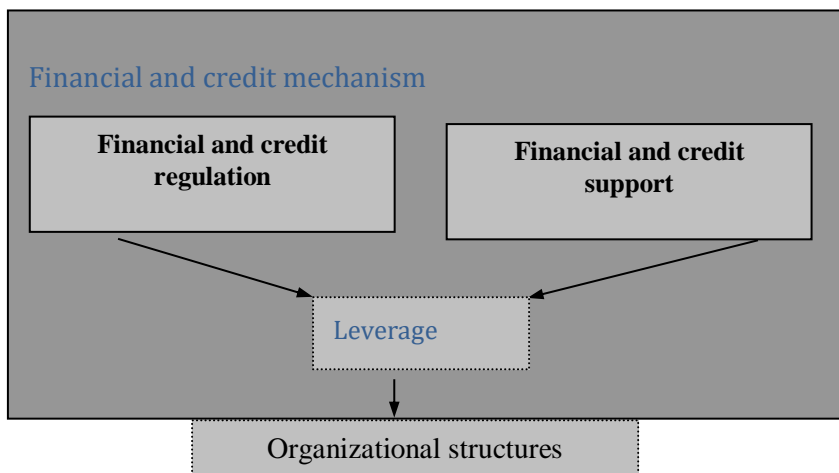 Financial and credit mechanism
Financial and credit
regulation
Financial and credit
support
Leverage
Organizational structures